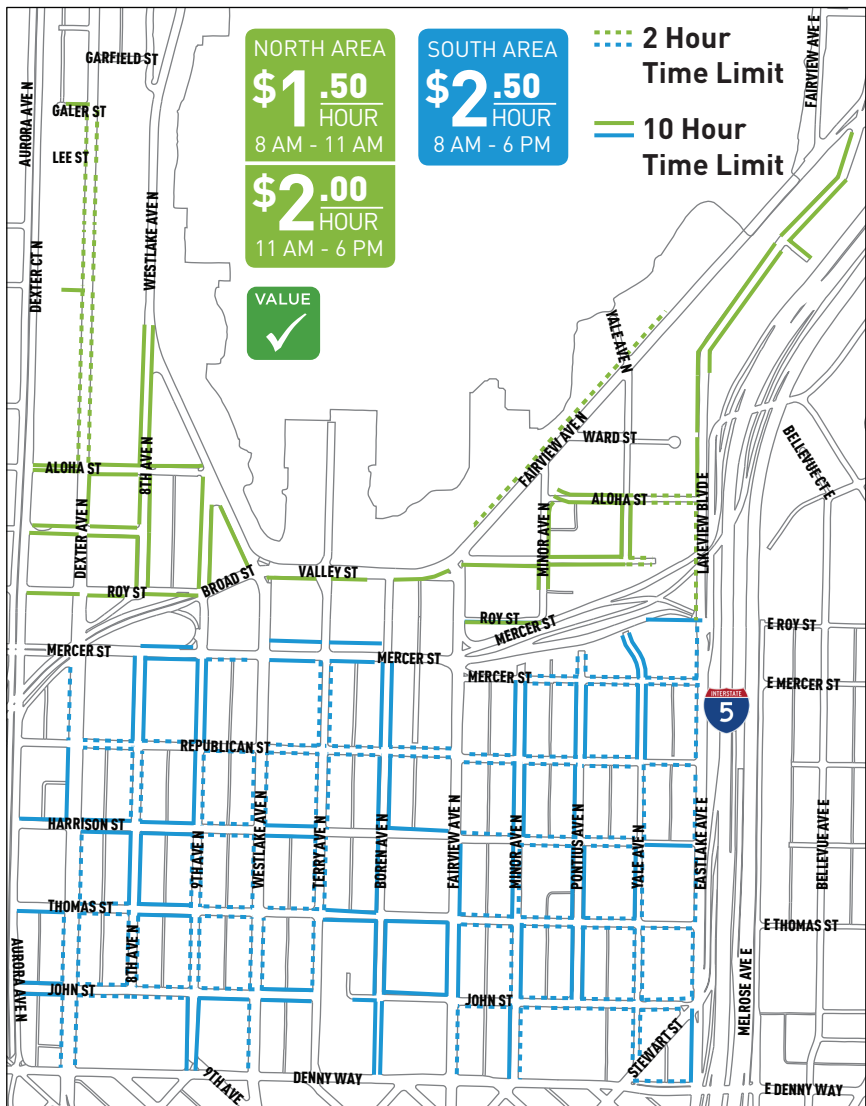 NORTH AREA
$1.50
HOUR
8 AM - 11 AM
$2.00
HOUR
11 AM - 6 PM
VALUE
SOUTH AREA
$2.50
HOUR
8 AM - 6 PM
2 Hour
Time Limit
10 Hour
Time Limit
GARFIELD ST
GALER ST
LEE ST
AURORA AVE N
DEXTER CT N
WESTLAKE AVE N
FAIRVIEW AVE E
YALE AVE N
WARD ST
FAIRVIEW AVE N
BELLEVUE CT E
8TH AVE N
ALOHA ST
ALOHA ST
DEXTER AVE N
MINOR AVE N
LAKEVIEW BLVD E
BROAD ST
VALLEY ST
ROY ST
ROY ST
MERCER ST
E ROY ST
MERCER ST
MERCER ST
MERCER ST
E MERCER ST
INTERSTATE
5
REPUBLICAN ST
HARRISON ST
9TH AVE N
WESTLAKE AVE N
TERRY AVE N
BOREN AVE N
FAIRVIEW AVE N
MINOR AVE N
PONTIUS AVE N
YALE AVE N
EASTLAKE AVE E
BELLEVUE AVE E
THOMAS ST
E THOMAS ST
8TH AVE N
AURORA AVE N
JOHN ST
JOHN ST
MELROSE AVE E
STEWART ST
9TH AVE
DENNY WAY
E DENNY WAY